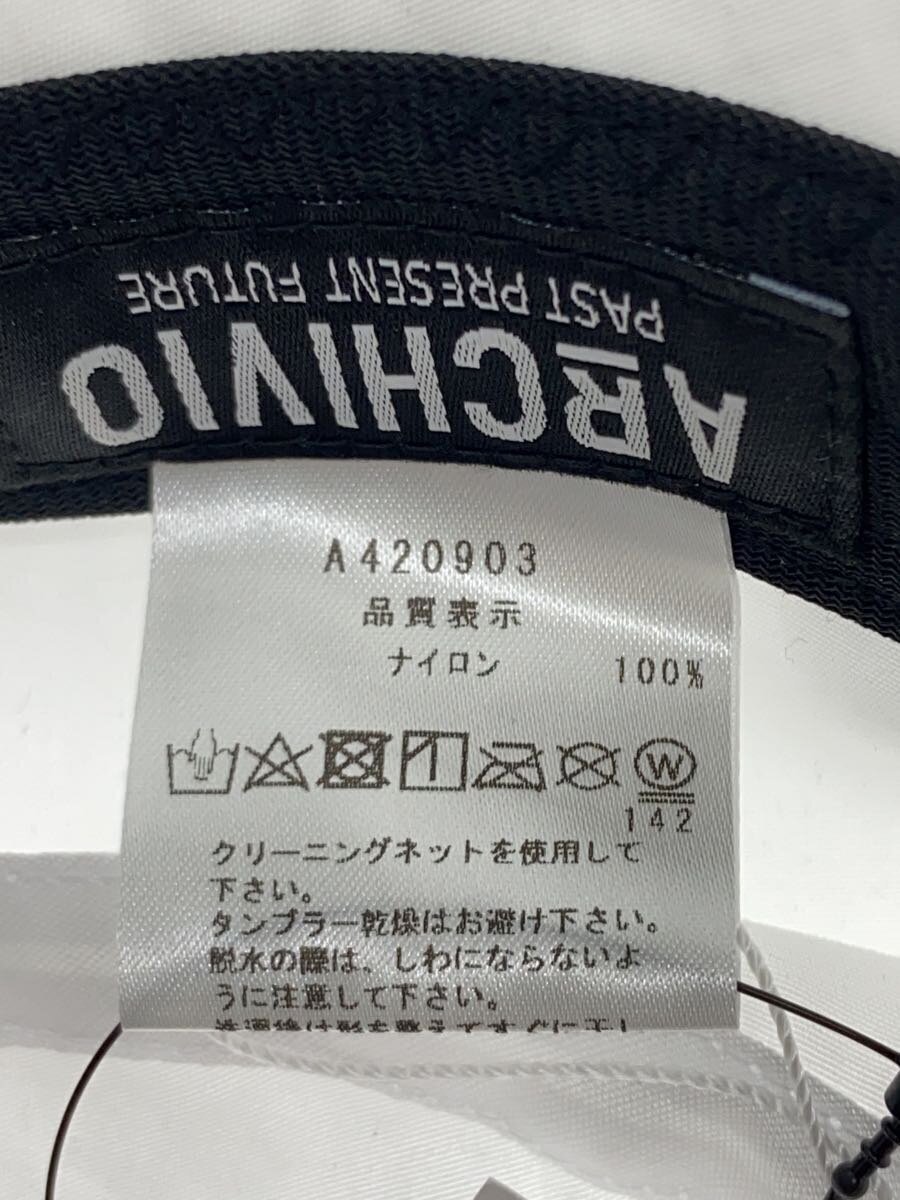 ARCHIVIO
PAST PRESENT FUTURE
A420903
品質表示
ナイロン 100%
W
142
クリーニングネットを使用して
下さい。
タンブラー乾燥はお避け下さい。
脱水の際は、しわにならないよ
うに注意して下さい。